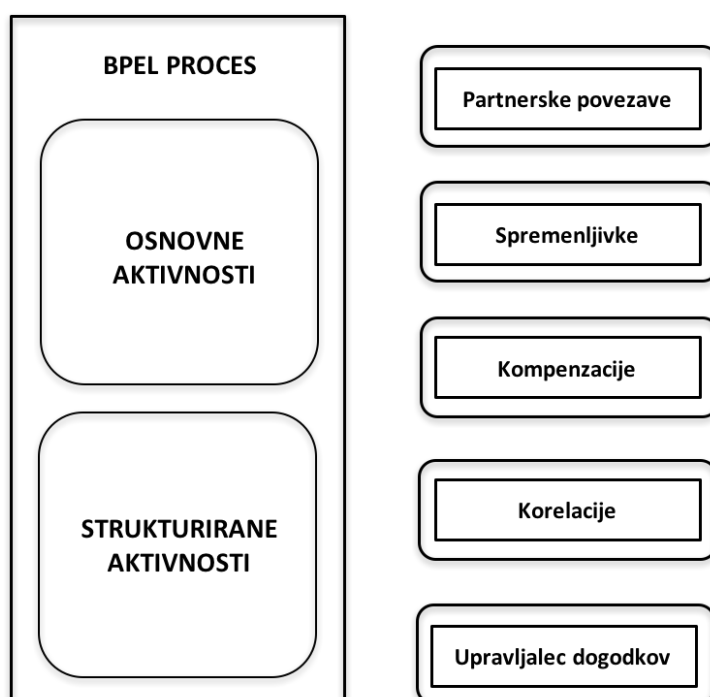 BPEL PROCES
OSNOVNE
AKTIVNOSTI
STRUKTURIRANE
AKTIVNOSTI
Partnerske povezave
Spremenljivke
Kompenzacije
Korelacije
Upravljalec dogodkov